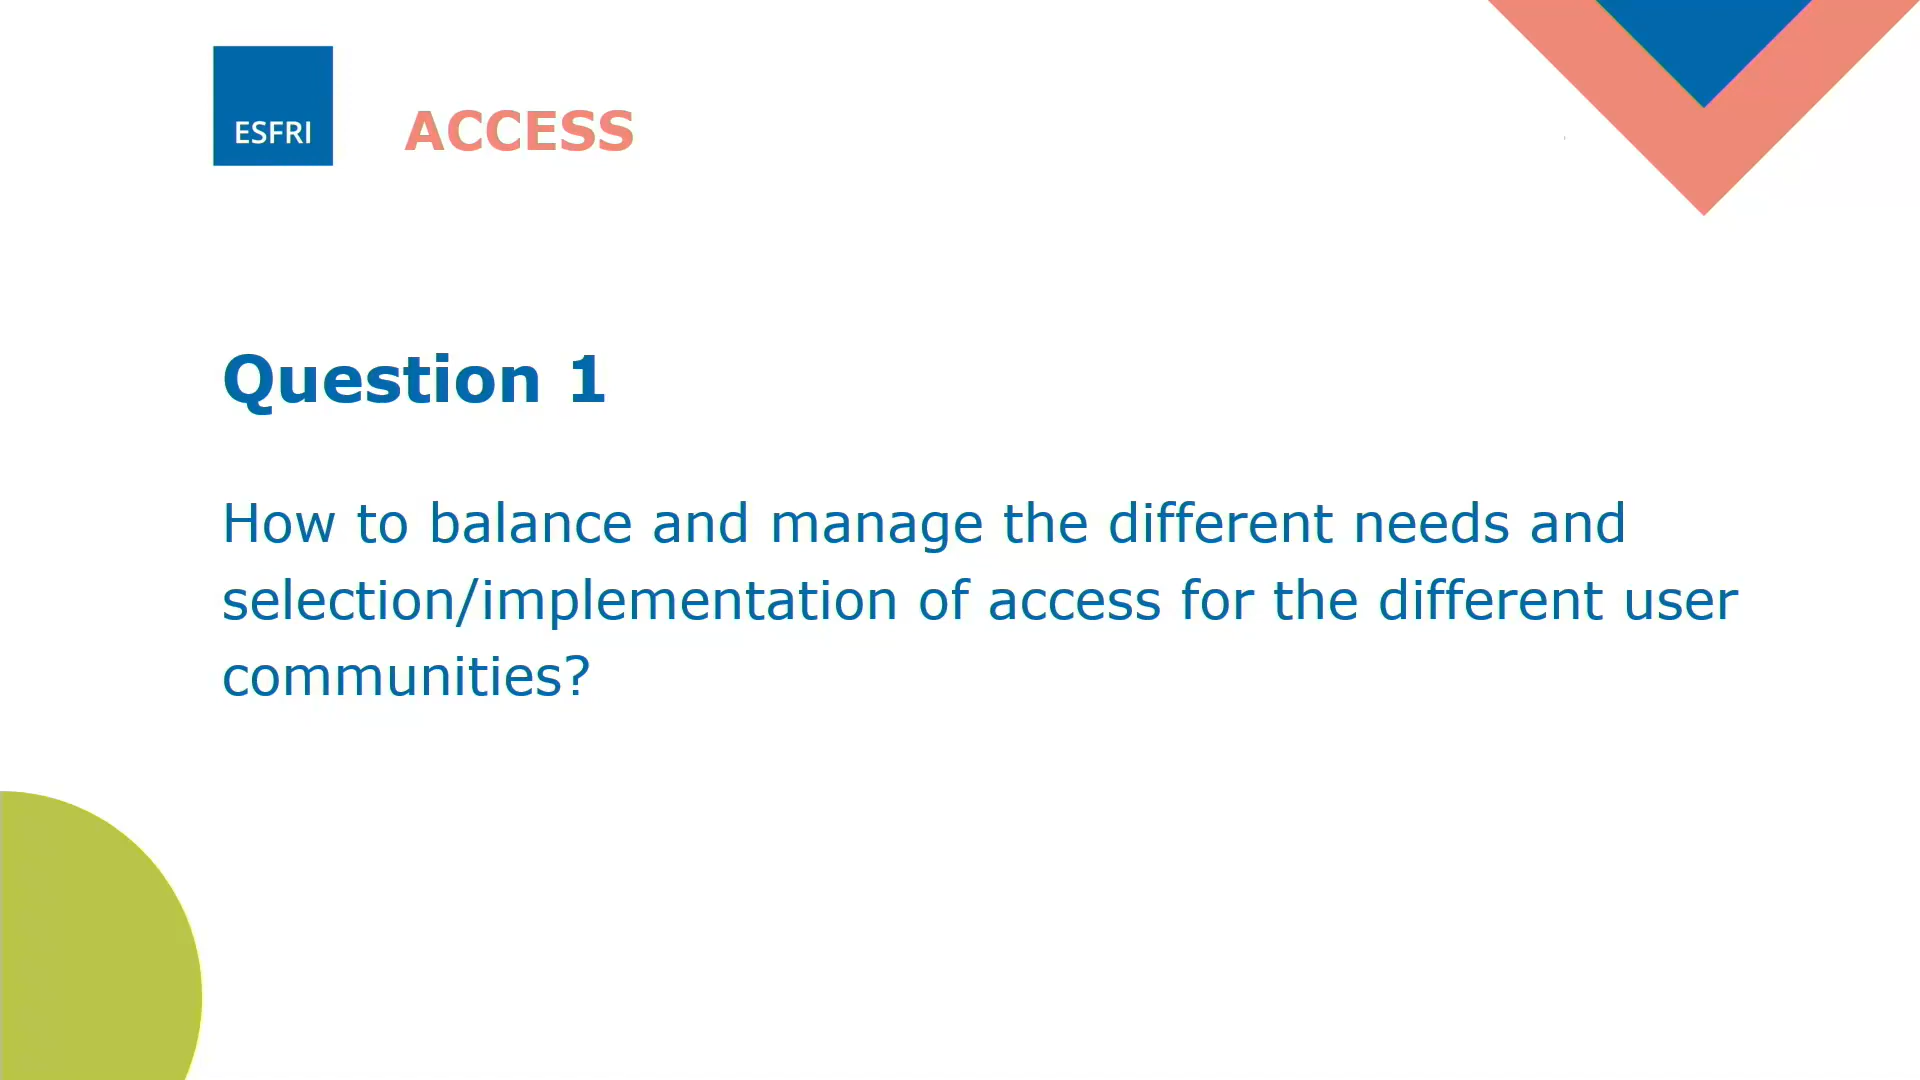 ESFRI
ACCESS
Question 1
How to balance and manage the different needs and
selection/implementation of access for the different user
communities?